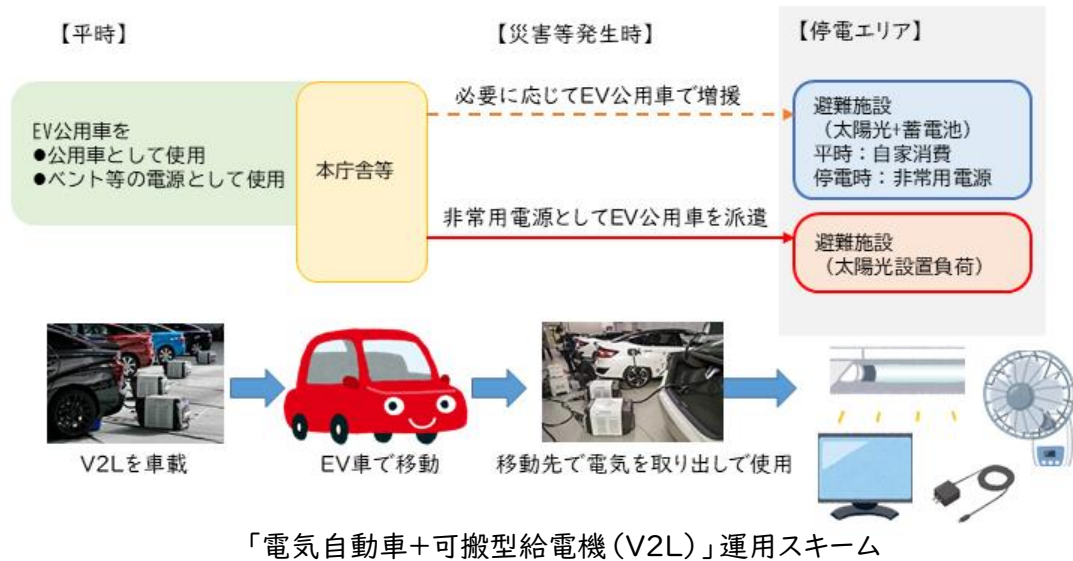 【平時】
【災害等発生時】
【停電エリア】
EV公用車を
●公用車として使用
●ベント等の電源として使用
本庁舎等
必要に応じてEV公用車で増援
非常用電源としてEV公用車を派遣
避難施設
(太陽光+蓄電池)
平時:自家消費
停電時:非常用電源
避難施設
(太陽光設置負荷)
V2Lを車載
EV車で移動
移動先で電気を取り出しで使用
「電気自動車+可搬型給電機(V2L)」運用スキーム